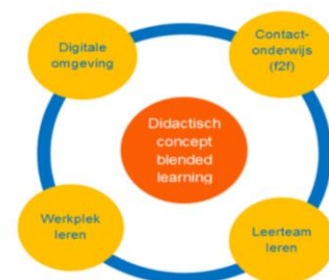 Digitale
omgeving
Contact-
onderwijs
(f2f)
Didactisch
concept
blended
learning
Werkplek
leren
Leerteam
leren